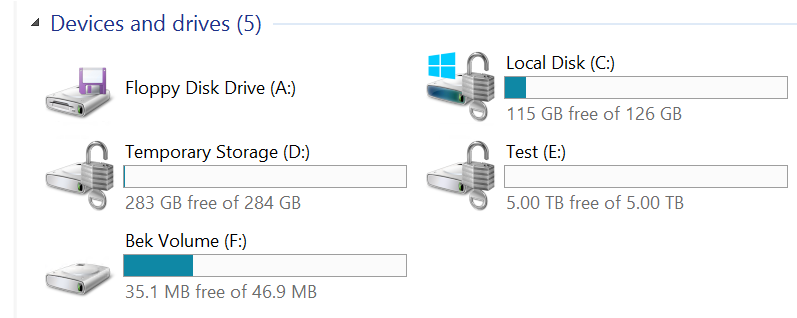 Devices and drives (5)
Floppy Disk Drive (A:)
Local Disk (C:)
115 GB free of 126 GB
Temporary Storage (D:)
283 GB free of 284 GB
Test (E:)
5.00 TB free of 5.00 TB
Bek Volume (F:)
35.1 MB free of 46.9 MB